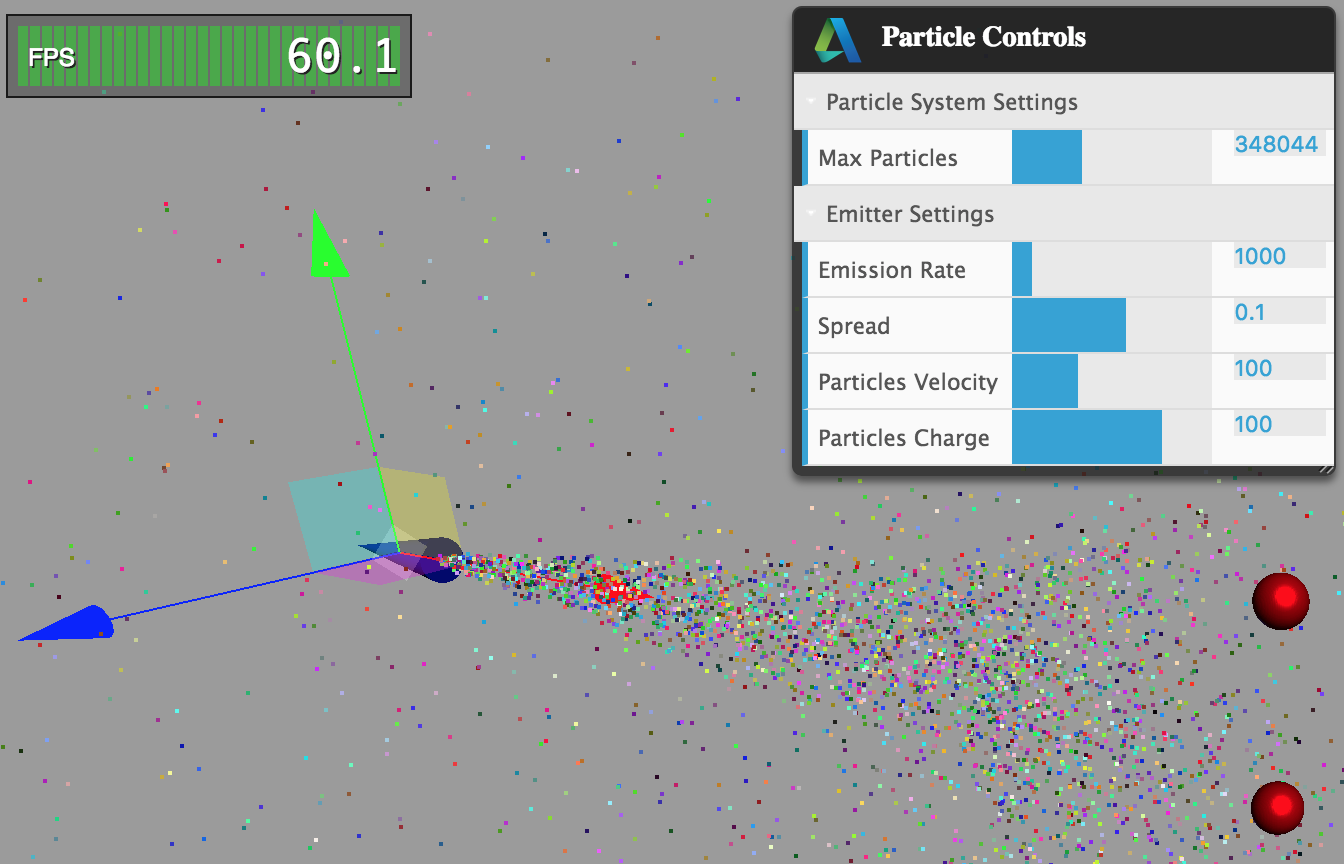 FPS 60.1
Particle Controls
Particle System Settings
Max Particles 348044
Emitter Settings
Emission Rate 1000
Spread 0.1
Particles Velocity 100
Particles Charge 100